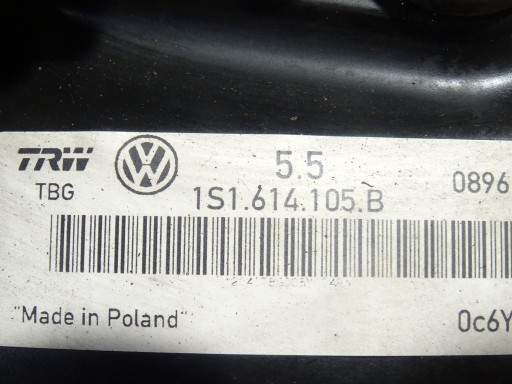 TRW 5.5 0896
TBG 1S1.614.105.B
"Made in Poland" 0c6Y